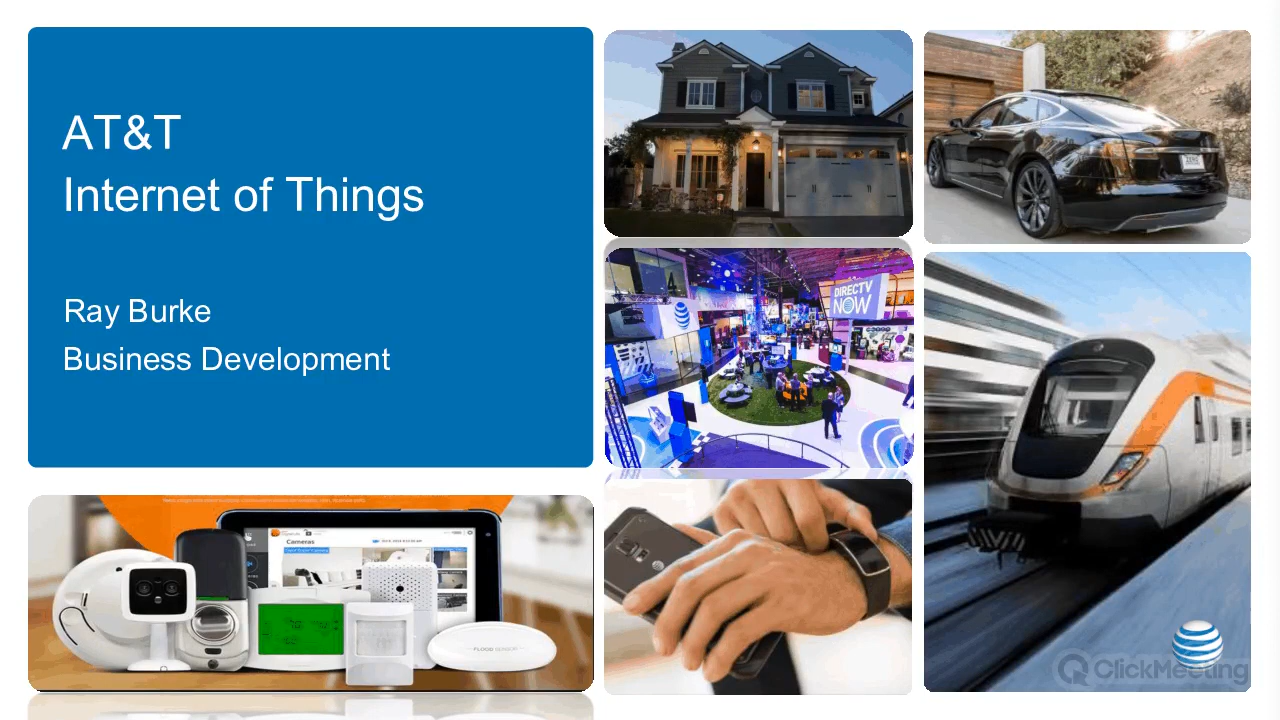 AT&T
Internet of Things
Ray Burke
Business Development
DIRECTV
NOW
Cameras
FLOOD SENSOR
ClickMeeting